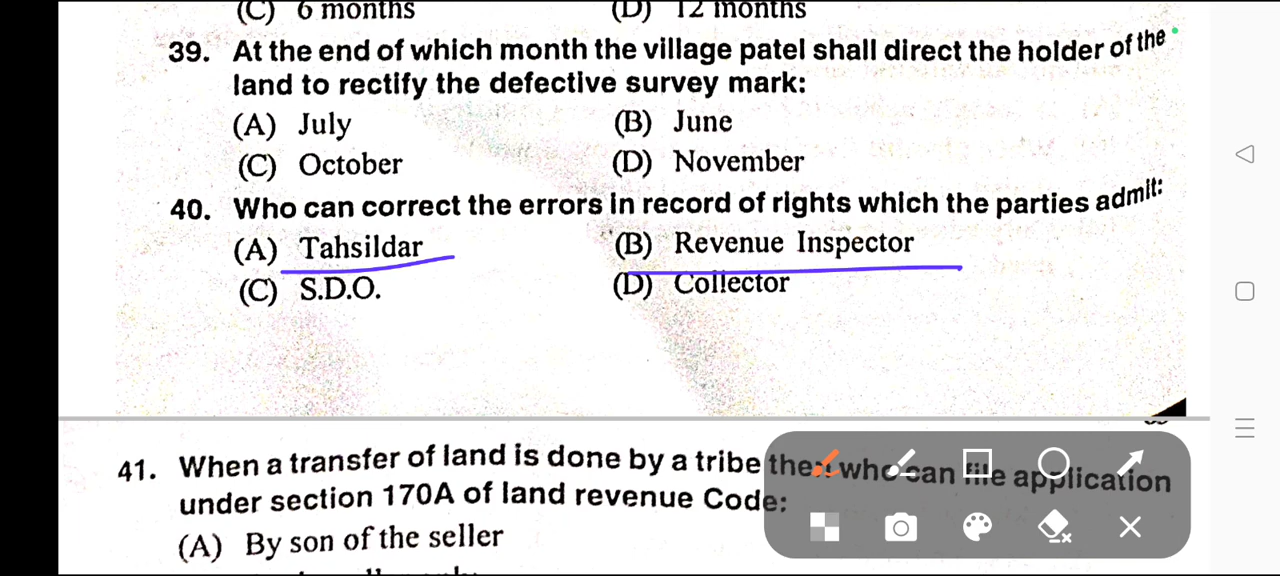 (C) 6 months (D) 12 months
39. At the end of which month the village patel shall direct the holder of the
land to rectify the defective survey mark:
(A) July (B) June
(C) October (D) November
40. Who can correct the errors in record of rights which the parties admit:
(A) Tahsildar (B) Revenue Inspector
(C) S.D.O. (D) Collector
41. When a transfer of land is done by a tribe then who can file application
under section 170A of land revenue Code:
(A) By son of the seller